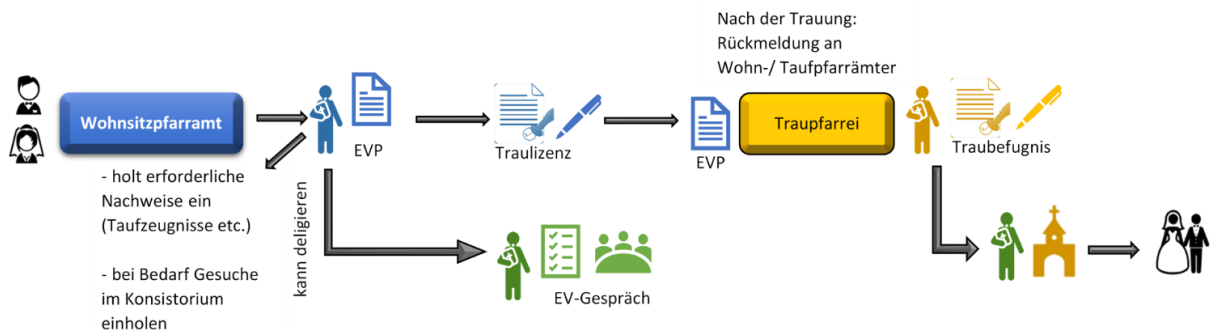 Nach der Trauung:
Rückmeldung an
Wohn-/ Taufpfarrämter
Wohnsitzpfarramt
EVP
Traulizenz
EVP
Traupfarrei
Traubefugnis
- holt erforderliche
Nachweise ein
(Taufzeugnisse etc.)
- bei Bedarf Gesuche
im Konsistorium
einholen
kann deligieren
EV-Gespräch